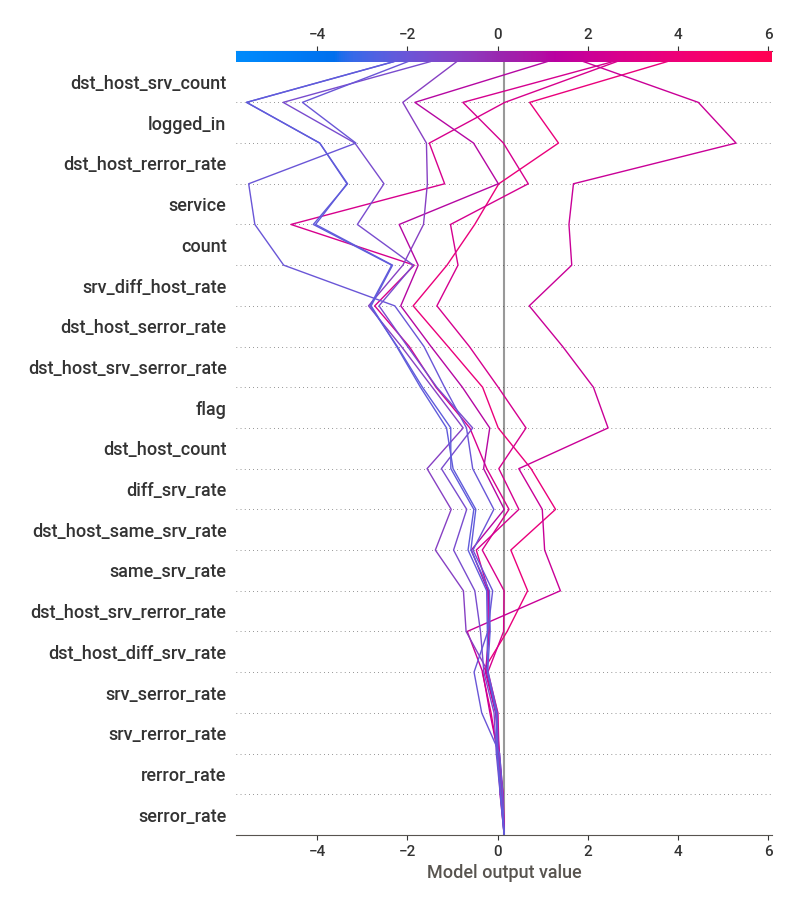 −4 −2 0 2 4 6
dst_host_srv_count
logged_in
dst_host_rerror_rate
service
count
srv_diff_host_rate
dst_host_serror_rate
dst_host_srv_serror_rate
flag
dst_host_count
diff_srv_rate
dst_host_same_srv_rate
same_srv_rate
dst_host_srv_rerror_rate
dst_host_diff_srv_rate
srv_serror_rate
srv_rerror_rate
rerror_rate
serror_rate
−4 −2 0 2 4 6
Model output value